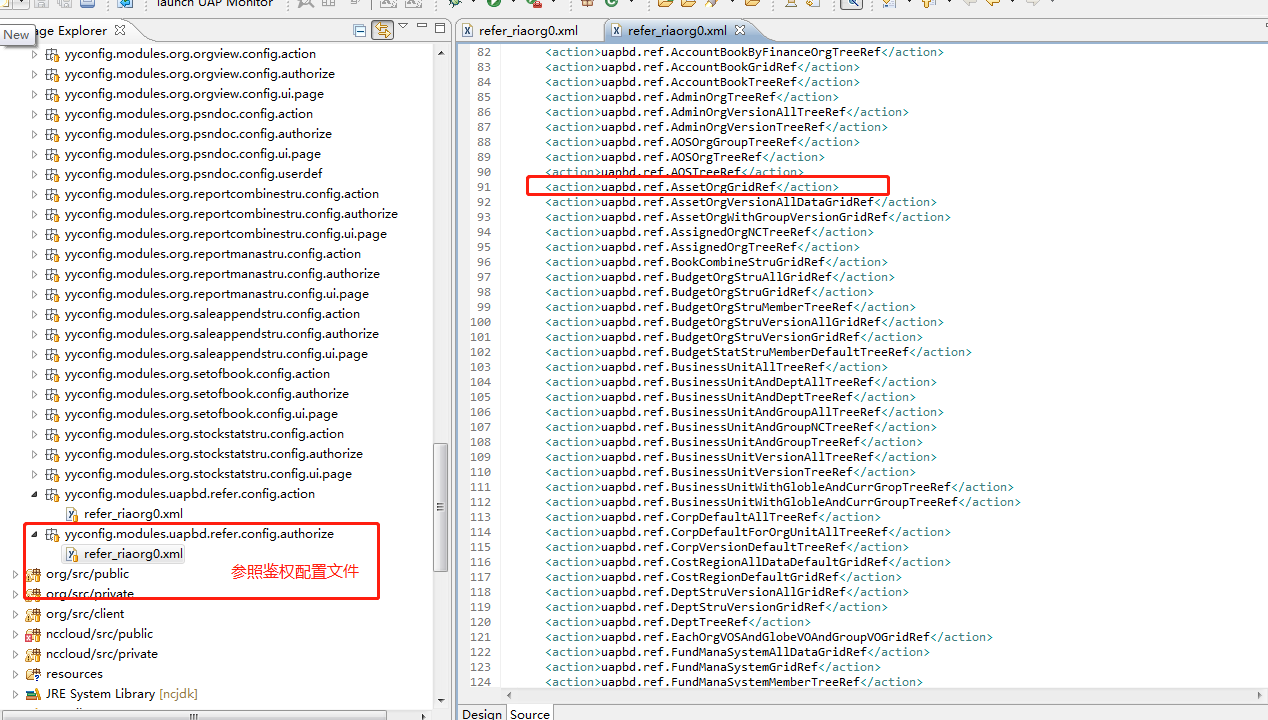 launch UAP Monitor
New
age Explorer
yyconfig.modules.org.orgview.config.action
yyconfig.modules.org.orgview.config.authorize
yyconfig.modules.org.orgview.config.ui.page
yyconfig.modules.org.psndoc.config.action
yyconfig.modules.org.psndoc.config.authorize
yyconfig.modules.org.psndoc.config.ui.page
yyconfig.modules.org.psndoc.config.userdef
yyconfig.modules.org.reportcombinestru.config.action
yyconfig.modules.org.reportcombinestru.config.authorize
yyconfig.modules.org.reportcombinestru.config.ui.page
yyconfig.modules.org.reportmanastru.config.action
yyconfig.modules.org.reportmanastru.config.authorize
yyconfig.modules.org.reportmanastru.config.ui.page
yyconfig.modules.org.saleappendstru.config.action
yyconfig.modules.org.saleappendstru.config.authorize
yyconfig.modules.org.saleappendstru.config.ui.page
yyconfig.modules.org.setofbook.config.action
yyconfig.modules.org.setofbook.config.authorize
yyconfig.modules.org.setofbook.config.ui.page
yyconfig.modules.org.stockstatstru.config.action
yyconfig.modules.org.stockstatstru.config.authorize
yyconfig.modules.org.stockstatstru.config.ui.page
yyconfig.modules.uapbd.refer.config.action
refer_riaorg0.xml
yyconfig.modules.uapbd.refer.config.authorize
refer_riaorg0.xml
org/src/public
参照鉴权配置文件
org/src/private
org/src/client
nccloud/src/public
nccloud/src/private
resources
JRE System Library [ncjdk]
refer_riaorg0.xml
refer_riaorg0.xml
82 <action>uapbd.ref.AccountBookByFinanceOrgTreeRef</action>
83 <action>uapbd.ref.AccountBookGridRef</action>
84 <action>uapbd.ref.AccountBookTreeRef</action>
85 <action>uapbd.ref.AdminOrgTreeRef</action>
86 <action>uapbd.ref.AdminOrgVersionAllTreeRef</action>
87 <action>uapbd.ref.AdminOrgVersionTreeRef</action>
88 <action>uapbd.ref.AOSOrgGroupTreeRef</action>
89 <action>uapbd.ref.AOSOrgTreeRef</action>
90 <action>uapbd.ref.AOSTreeRef</action>
91 <action>uapbd.ref.AssetOrgGridRef</action>
92 <action>uapbd.ref.AssetOrgVersionAllDataGridRef</action>
93 <action>uapbd.ref.AssetOrgWithGroupVersionGridRef</action>
94 <action>uapbd.ref.AssignedOrgNCTreeRef</action>
95 <action>uapbd.ref.AssignedOrgTreeRef</action>
96 <action>uapbd.ref.BookCombineStruGridRef</action>
97 <action>uapbd.ref.BudgetOrgStruAllGridRef</action>
98 <action>uapbd.ref.BudgetOrgStruGridRef</action>
99 <action>uapbd.ref.BudgetOrgStruMemberTreeRef</action>
100 <action>uapbd.ref.BudgetOrgStruVersionAllGridRef</action>
101 <action>uapbd.ref.BudgetOrgStruVersionGridRef</action>
102 <action>uapbd.ref.BudgetStatStruMemberDefaultTreeRef</action>
103 <action>uapbd.ref.BusinessUnitAllTreeRef</action>
104 <action>uapbd.ref.BusinessUnitAndDeptAllTreeRef</action>
105 <action>uapbd.ref.BusinessUnitAndDeptTreeRef</action>
106 <action>uapbd.ref.BusinessUnitAndGroupAllTreeRef</action>
107 <action>uapbd.ref.BusinessUnitAndGroupNCTreeRef</action>
108 <action>uapbd.ref.BusinessUnitAndGroupTreeRef</action>
109 <action>uapbd.ref.BusinessUnitVersionAllTreeRef</action>
110 <action>uapbd.ref.BusinessUnitVersionTreeRef</action>
111 <action>uapbd.ref.BusinessUnitWithGlobleAndCurrGropTreeRef</action>
112 <action>uapbd.ref.BusinessUnitWithGlobleAndCurrGroupTreeRef</action>
113 <action>uapbd.ref.CorpDefaultAllTreeRef</action>
114 <action>uapbd.ref.CorpDefaultForOrgUnitAllTreeRef</action>
115 <action>uapbd.ref.CorpVersionDefaultTreeRef</action>
116 <action>uapbd.ref.CostRegionAllDataDefaultGridRef</action>
117 <action>uapbd.ref.CostRegionDefaultGridRef</action>
118 <action>uapbd.ref.DeptStruVersionAllGridRef</action>
119 <action>uapbd.ref.DeptStruVersionGridRef</action>
120 <action>uapbd.ref.DeptTreeRef</action>
121 <action>uapbd.ref.EachOrgVOSAndGlobeVOAndGroupVOGridRef</action>
122 <action>uapbd.ref.FundManaSystemAllDataGridRef</action>
123 <action>uapbd.ref.FundManaSystemGridRef</action>
124 <action>uapbd.ref.FundManaSystemMemberTreeRef</action>
Design Source